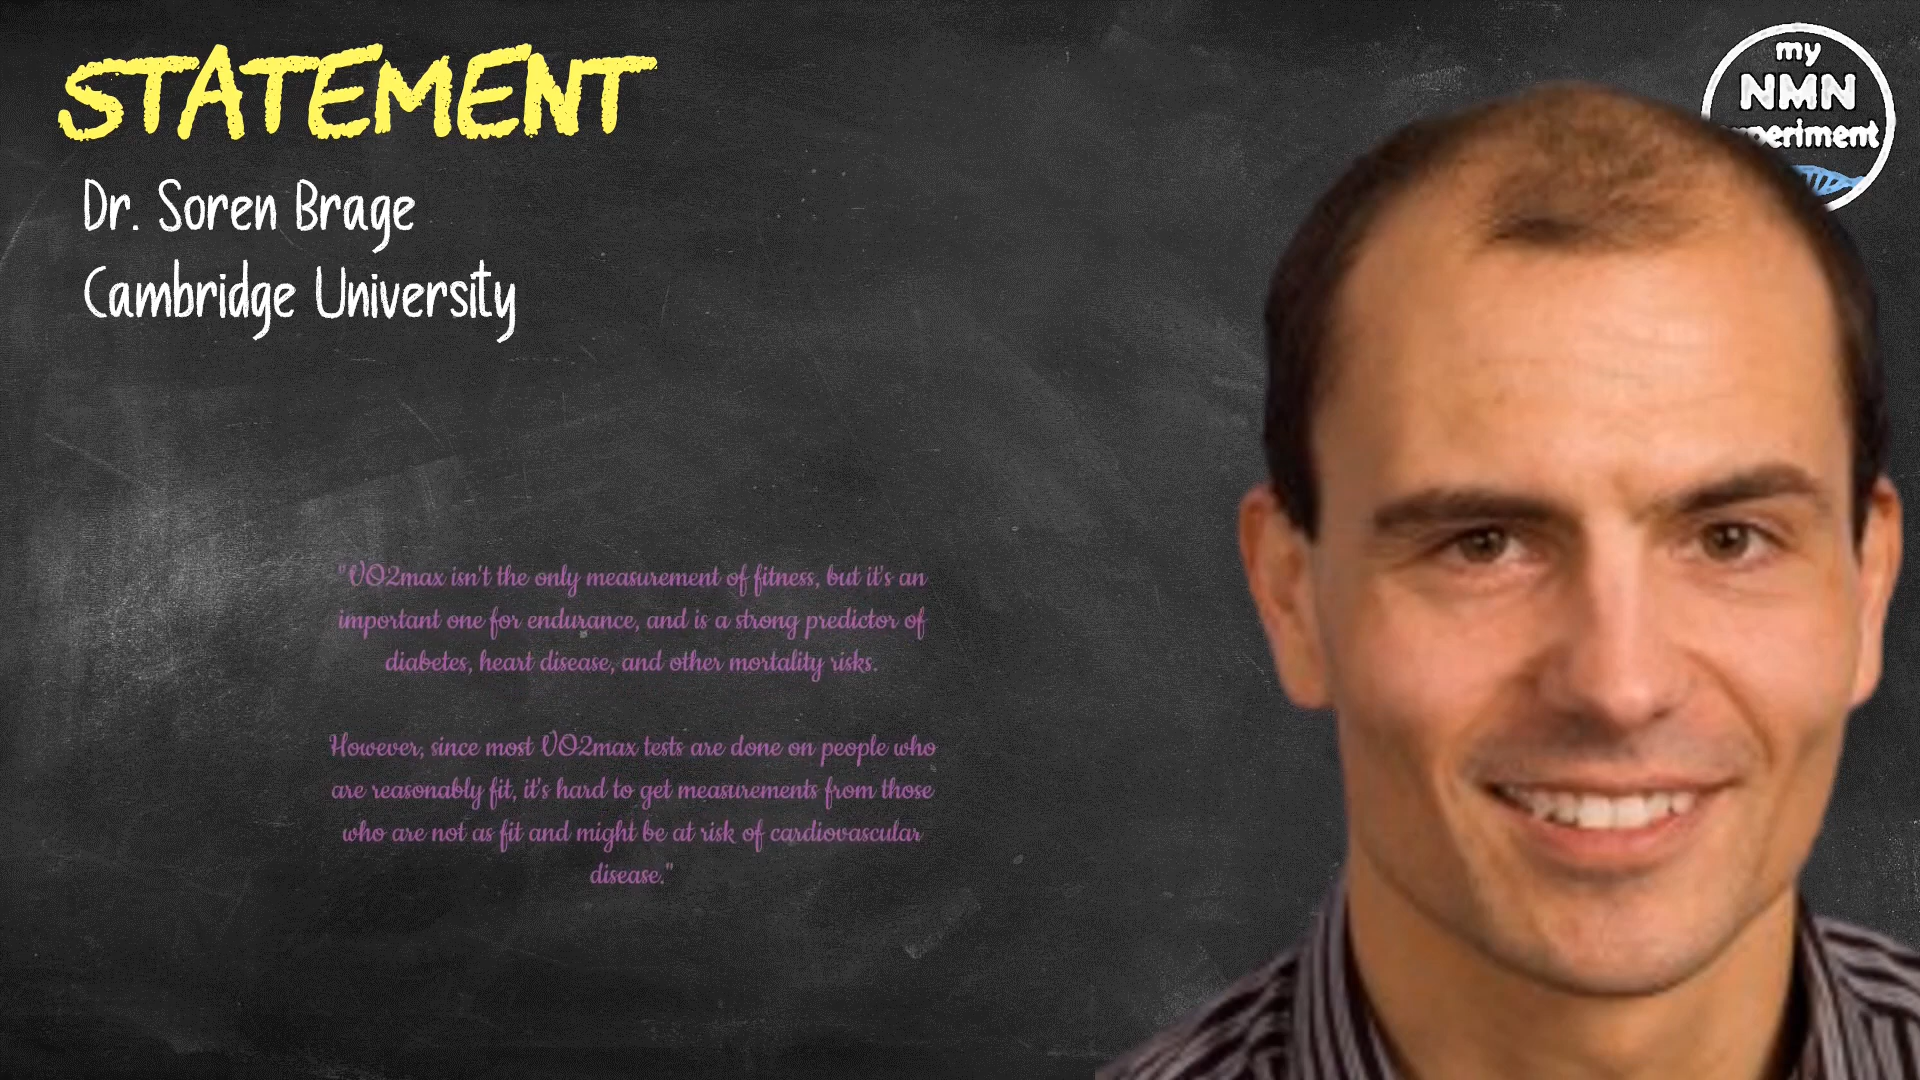 STATEMENT
my
NMN
periment
Dr. Soren Brage
Cambridge University
"VO2max isn't the only measurement of fitness, but it's an
important one for endurance, and is a strong predictor of
diabetes, heart disease, and other mortality risks.
However, since most VO2max tests are done on people who
are reasonably fit, it's hard to get measurements from those
who are not as fit and might be at risk of cardiovascular
disease."